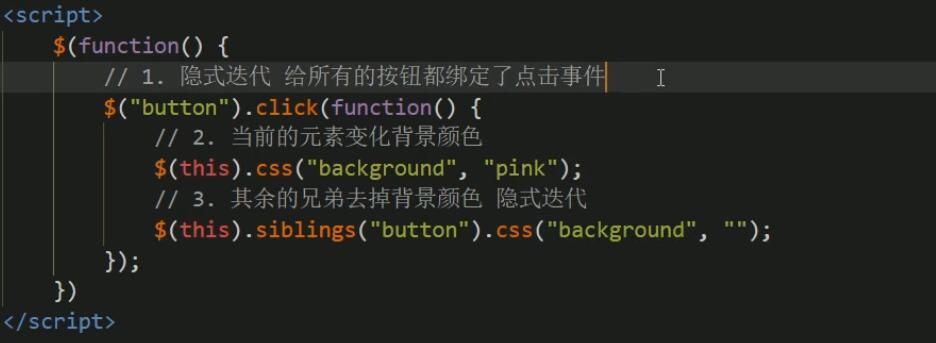 <script>
$(function() {
// 1. 隐式迭代 给所有的按钮都绑定了点击事件
$("button").click(function() {
// 2. 当前的元素变化背景颜色
$(this).css("background", "pink");
// 3. 其余的兄弟去掉背景颜色 隐式迭代
$(this).siblings("button").css("background", "");
});
})
</script>